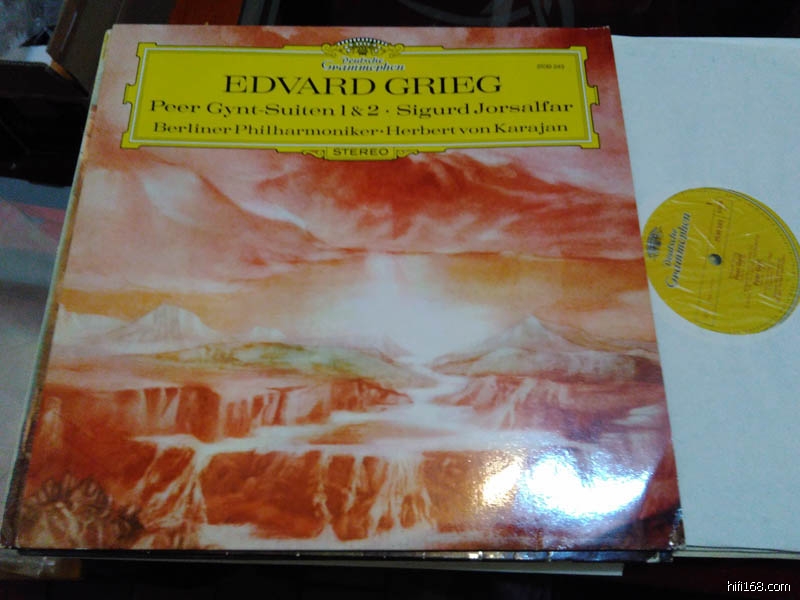 Deutsche
Grammophon
2530 243
EDVARD GRIEG
Peer Gynt-Suiten 1 & 2 · Sigurd Jorsalfar
Berliner Philharmoniker · Herbert von Karajan
STEREO
Deutsche
Grammophon
hifi168.com